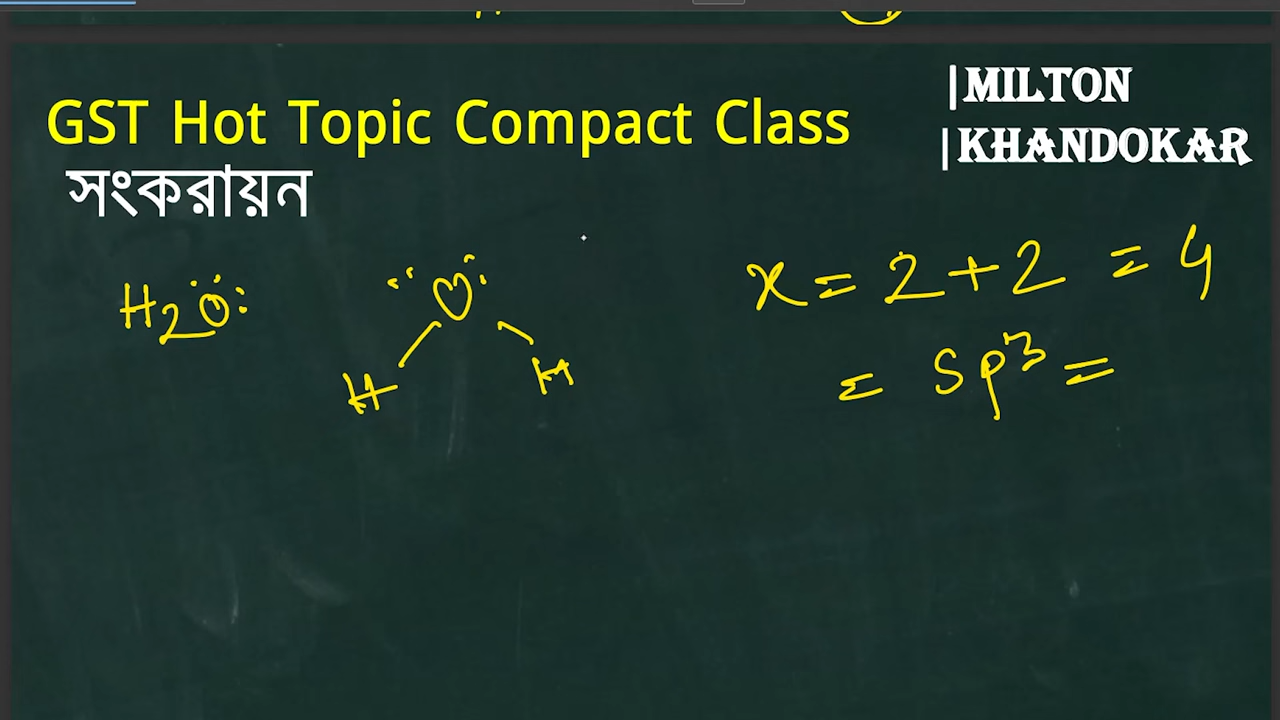 GST Hot Topic Compact Class
|MILTON
|KHANDOKAR
সংকরায়ন
H₂O
O
H H
x = 2 + 2 = 4
= sp³ =